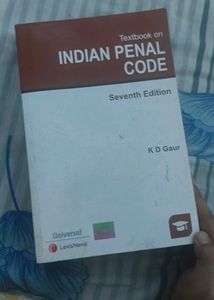 Textbook on
INDIAN PENAL
CODE
Seventh Edition
K D Gaur
Universal
LexisNexis